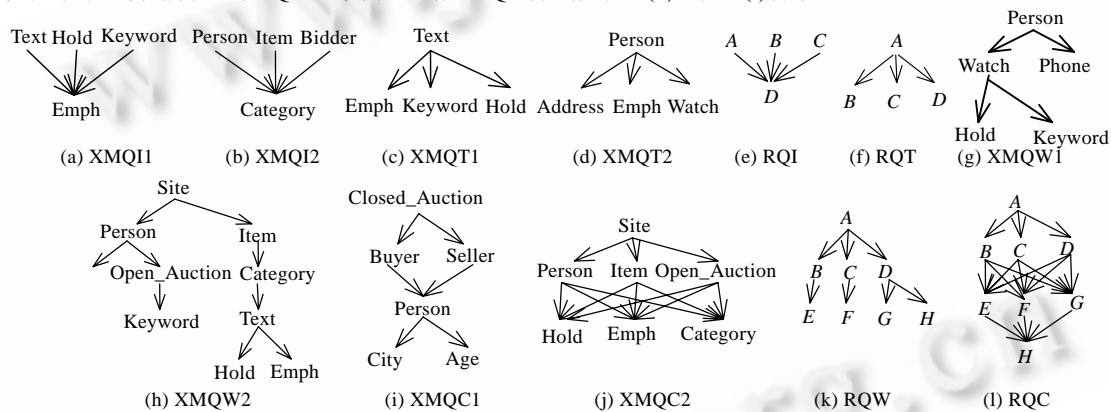 Text Hold Keyword
Emph
(a) XMQI1
Person Item Bidder
Category
(b) XMQI2
Text
Emph Keyword Hold
(c) XMQT1
Person
Address Emph Watch
(d) XMQT2
A B C
D
(e) RQI
A
B C D
(f) RQT
Person
Watch Phone
Hold Keyword
(g) XMQW1
Site
Person Item
Open_Auction Category
Keyword Text
Hold Emph
(h) XMQW2
Closed_Auction
Buyer Seller
Person
City Age
(i) XMQC1
Site
Person Item Open_Auction
Hold Emph Category
(j) XMQC2
A
B C D
E F G H
(k) RQW
A
B C D
E F G
H
(l) RQC